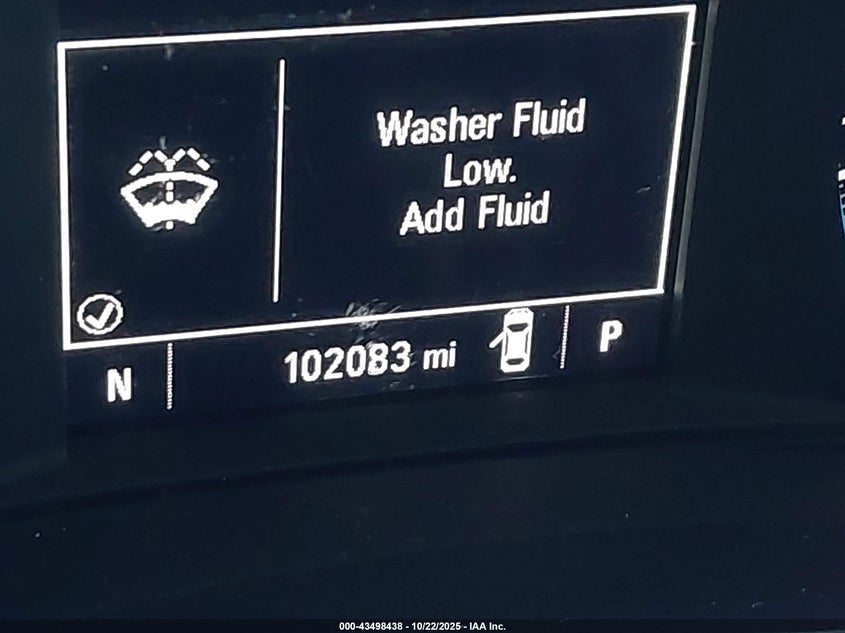 Washer Fluid
Low.
Add Fluid
N 102083 mi P
000-43498438 - 10/22/2025 - IAA Inc.